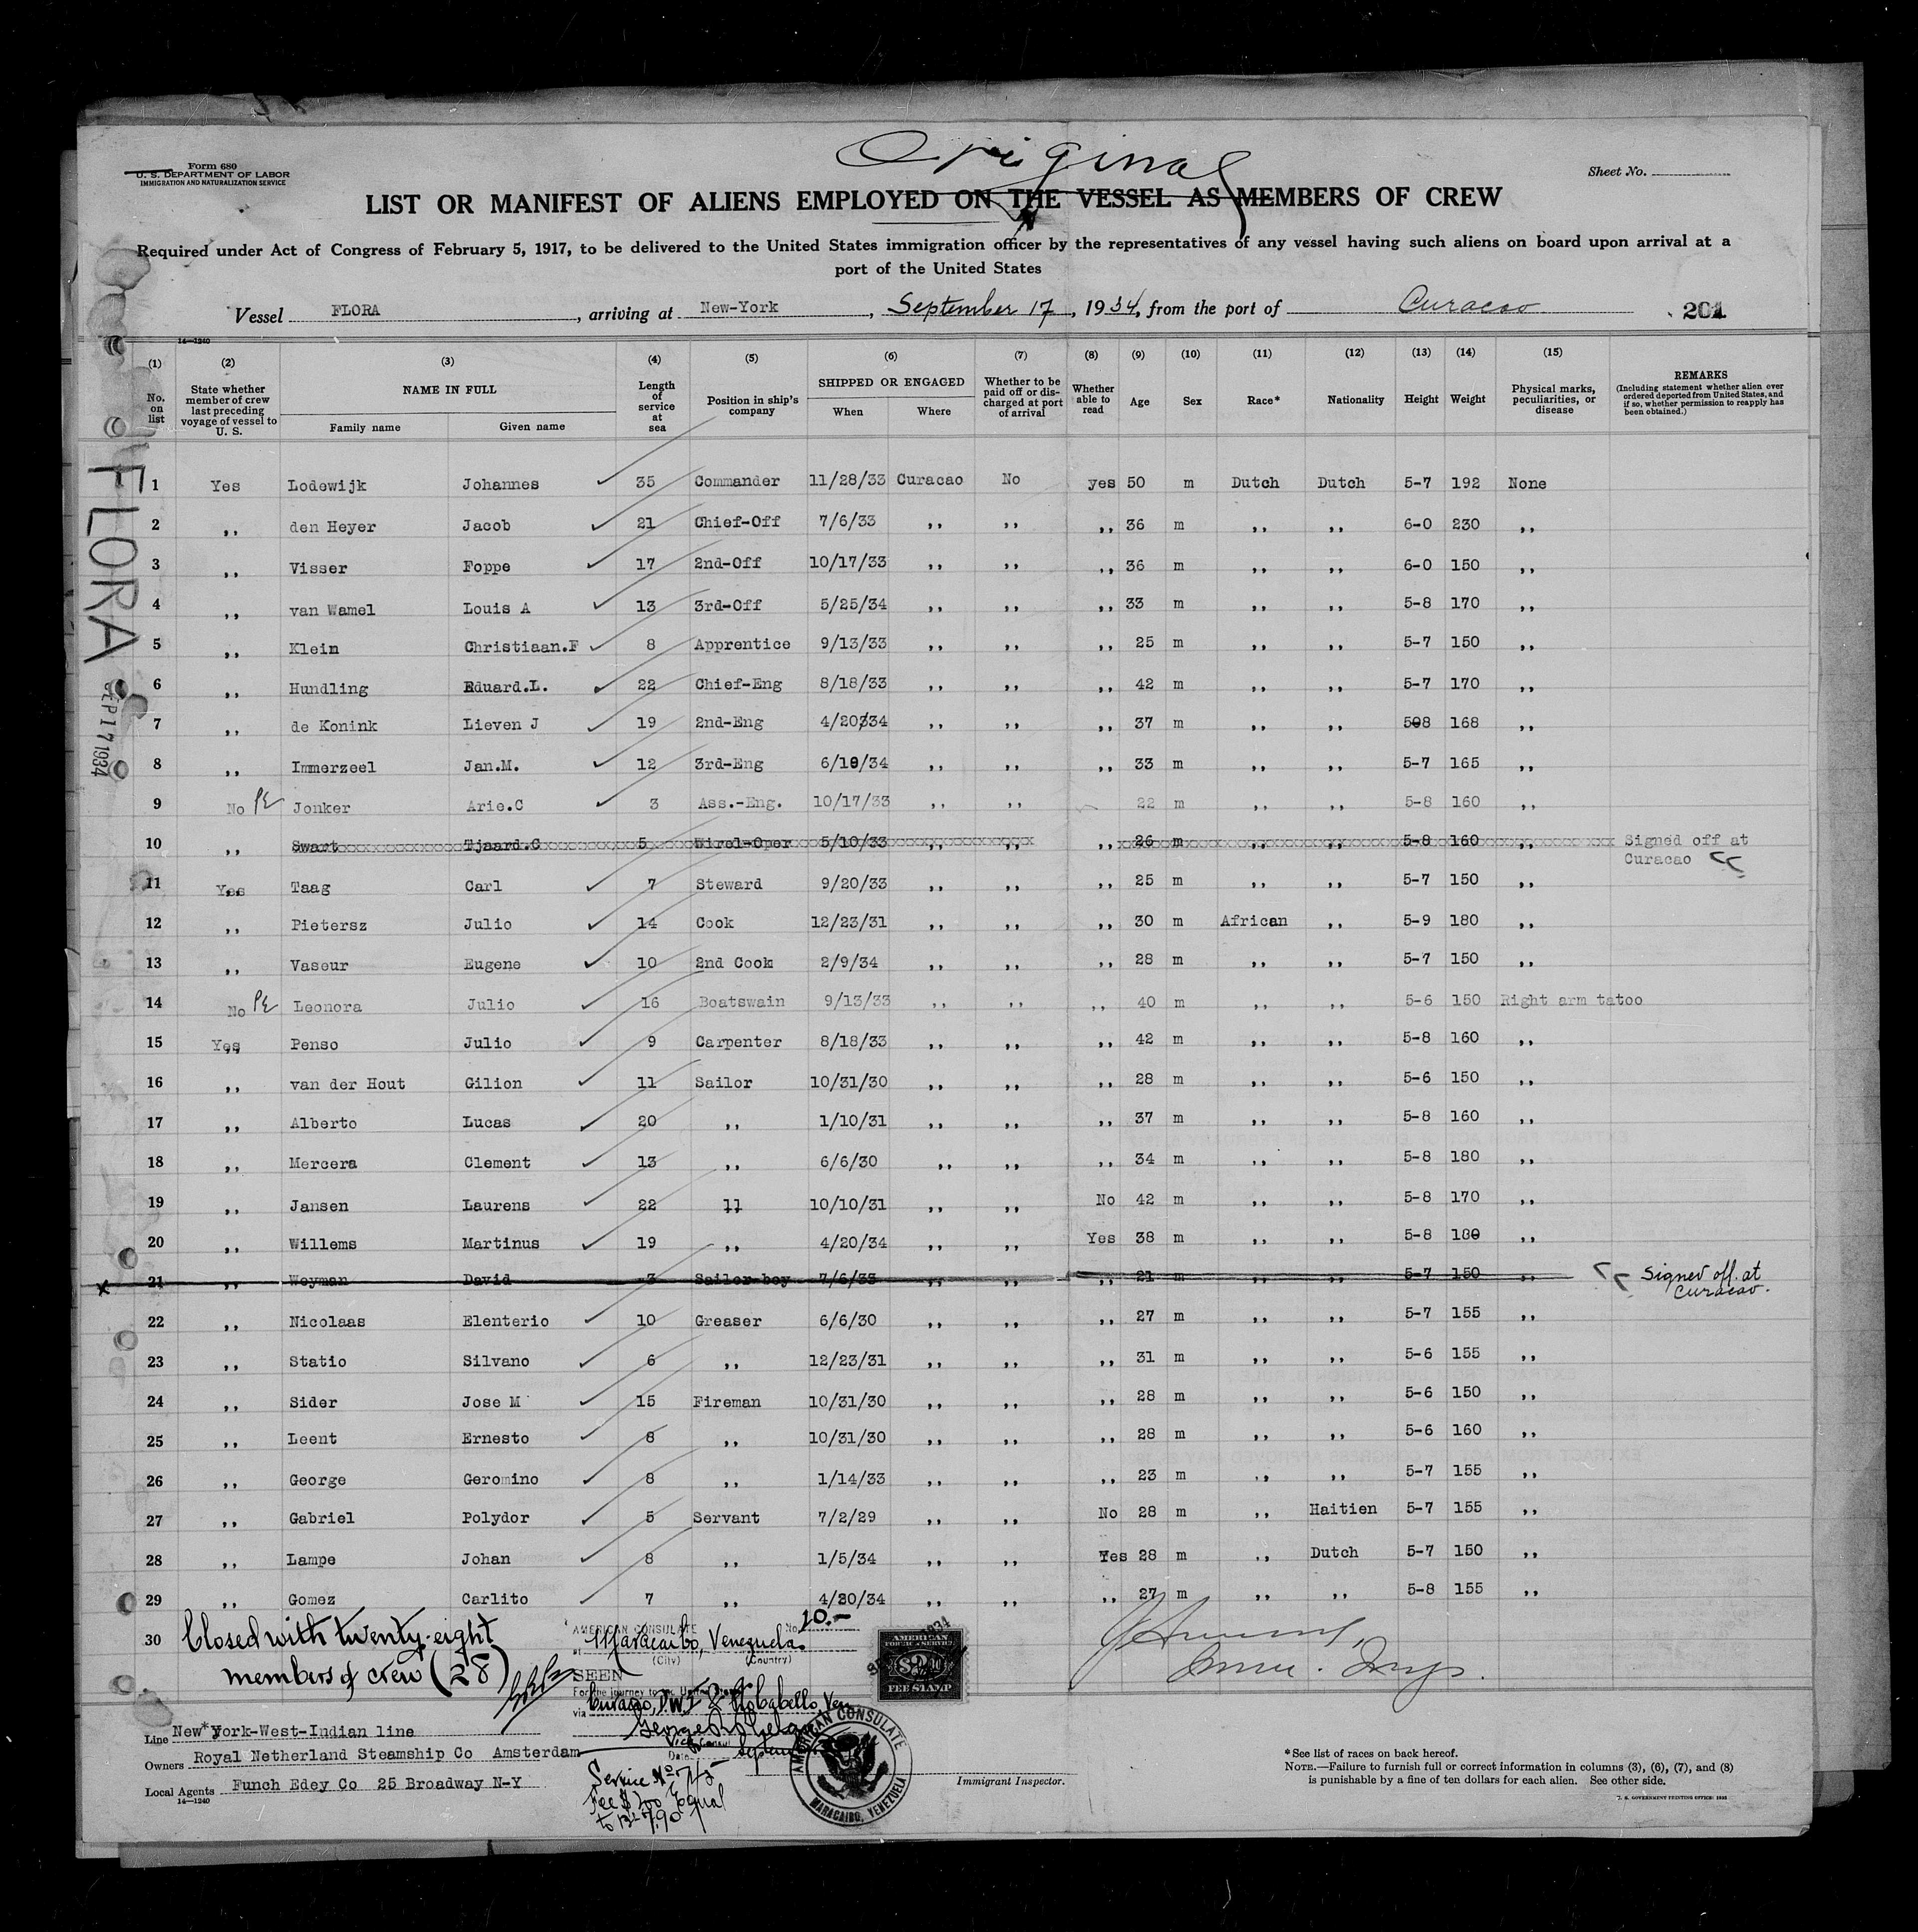 Original
Form 680
U. S. DEPARTMENT OF LABOR
IMMIGRATION AND NATURALIZATION SERVICE
Sheet No.
LIST OR MANIFEST OF ALIENS EMPLOYED ON THE VESSEL AS MEMBERS OF CREW
Required under Act of Congress of February 5, 1917, to be delivered to the United States immigration officer by the representatives of any vessel having such aliens on board upon arrival at a
port of the United States
Vessel FLORA, arriving at New-York, September 17, 1934, from the port of Curacao 201
14—1240
(1) No. on list
(2) State whether member of crew last preceding voyage of vessel to U. S.
(3) NAME IN FULL Family name Given name
(4) Length of service at sea
(5) Position in ship's company
(6) SHIPPED OR ENGAGED When Where
(7) Whether to be paid off or discharged at port of arrival
(8) Whether able to read
(9) Age
(10) Sex
(11) Race*
(12) Nationality
(13) Height
(14) Weight
(15) Physical marks, peculiarities, or disease
REMARKS (Including statement whether alien ever ordered deported from United States, and if so, whether permission to reapply has been obtained.)
FLORA
SEP 17 1934
1 Yes Lodewijk Johannes 35 Commander 11/28/33 Curacao No yes 50 m Dutch Dutch 5-7 192 None
2 ,, den Heyer Jacob 21 Chief-Off 7/6/33 ,, ,, ,, 36 m ,, ,, 6-0 230 ,,
3 ,, Visser Foppe 17 2nd-Off 10/17/33 ,, ,, ,, 36 m ,, ,, 6-0 150 ,,
4 ,, van Wamel Louis A 13 3rd-Off 5/25/34 ,, ,, ,, 33 m ,, ,, 5-8 170 ,,
5 ,, Klein Christiaan.F 8 Apprentice 9/13/33 ,, ,, ,, 25 m ,, ,, 5-7 150 ,,
6 ,, Hundling Eduard.L. 22 Chief-Eng 8/18/33 ,, ,, ,, 42 m ,, ,, 5-7 170 ,,
7 ,, de Konink Lieven J 19 2nd-Eng 4/20/34 ,, ,, ,, 37 m ,, ,, 5-8 168 ,,
8 ,, Immerzeel Jan.M. 12 3rd-Eng 6/19/34 ,, ,, ,, 33 m ,, ,, 5-7 165 ,,
9 No Jonker Arie.C 3 Ass.-Eng. 10/17/33 ,, ,, 22 m ,, ,, 5-8 160 ,,
10 ,, Swart Tjaard.C 5 Wirel-Oper 5/10/33 ,, ,, ,, 26 m ,, ,, 5-8 160 ,, Signed off at
Curacao
11 Yes Taag Carl 7 Steward 9/20/33 ,, ,, ,, 25 m ,, ,, 5-7 150 ,,
12 ,, Pietersz Julio 14 Cook 12/23/31 ,, ,, ,, 30 m African ,, 5-9 180 ,,
13 ,, Vaseur Eugene 10 2nd Cook 2/9/34 ,, ,, ,, 28 m ,, ,, 5-7 150 ,,
14 No Leonora Julio 16 Boatswain 9/13/33 ,, ,, ,, 40 m ,, ,, 5-6 150 Right arm tatoo
15 Yes Penso Julio 9 Carpenter 8/18/33 ,, ,, ,, 42 m ,, ,, 5-8 160 ,,
16 ,, van der Hout Gilion 11 Sailor 10/31/30 ,, ,, ,, 28 m ,, ,, 5-6 150 ,,
17 ,, Alberto Lucas 20 ,, 1/10/31 ,, ,, ,, 37 m ,, ,, 5-8 160 ,,
18 ,, Mercera Clement 13 ,, 6/6/30 ,, ,, ,, 34 m ,, ,, 5-8 180 ,,
19 ,, Jansen Laurens 22 ,, 10/10/31 ,, ,, No 42 m ,, ,, 5-8 170 ,,
20 ,, Willems Martinus 19 ,, 4/20/34 ,, ,, Yes 38 m ,, ,, 5-8 ,,
21 ,, Weyman David 3 Sailor-boy 7/6/33 ,, ,, ,, 21 m ,, ,, 5-7 150 ,, Signed off at
Curacao.
22 ,, Nicolaas Elenterio 10 Greaser 6/6/30 ,, ,, ,, 27 m ,, ,, 5-7 155 ,,
23 ,, Statio Silvano 6 ,, 12/23/31 ,, ,, ,, 31 m ,, ,, 5-6 155 ,,
24 ,, Sider Jose M 15 Fireman 10/31/30 ,, ,, ,, 28 m ,, ,, 5-6 150 ,,
25 ,, Leent Ernesto 8 ,, 10/31/30 ,, ,, ,, 28 m ,, ,, 5-6 160 ,,
26 ,, George Geromino 8 ,, 1/14/33 ,, ,, ,, 23 m ,, ,, 5-7 155 ,,
27 ,, Gabriel Polydor 5 Servant 7/2/29 ,, ,, No 28 m ,, Haitien 5-7 155 ,,
28 ,, Lampe Johan 8 ,, 1/5/34 ,, ,, Yes 28 m ,, Dutch 5-7 150 ,,
29 ,, Gomez Carlito 7 ,, 4/20/34 ,, ,, ,, 27 m ,, ,, 5-8 155 ,,
30 Closed with twenty-eight
members of crew (28)
AMERICAN CONSULATE No. 10.—
at Maracaibo, Venezuela
(City) (Country)
SEEN
For the journey to the United States
via Curacao, D.W.I. &
Vice Consul
Date
Service No. 745
Fee $2.00 Equal
to Bs 7.90
AMERICAN
FOREIGN SERVICE
$2.00
FEE STAMP
AMERICAN CONSULATE
MARACAIBO, VENEZUELA
Imm. Insp.
Immigrant Inspector.
Line New York-West-Indian line
Owners Royal Netherland Steamship Co Amsterdam
Local Agents Funch Edey Co 25 Broadway N-Y
14—1240
*See list of races on back hereof.
NOTE.—Failure to furnish full or correct information in columns (3), (6), (7), and (8)
is punishable by a fine of ten dollars for each alien. See other side.
U. S. GOVERNMENT PRINTING OFFICE: 1933